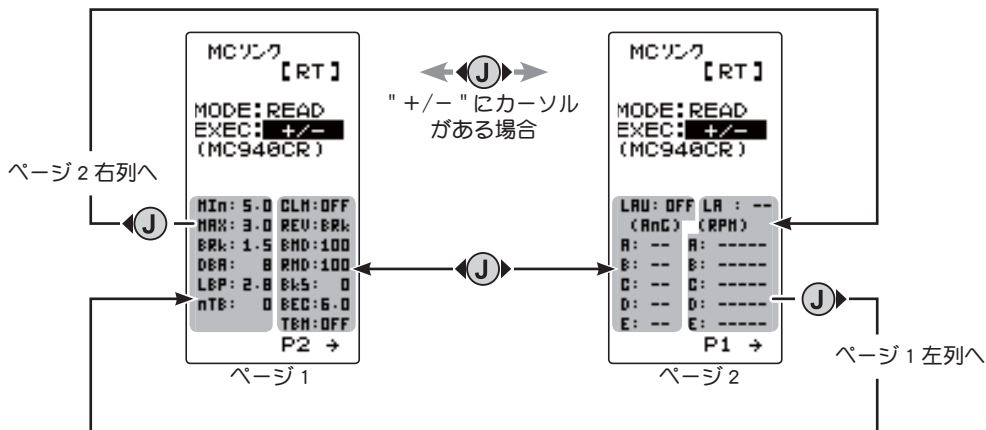 MCリンク
[RT]
MODE:READ
EXEC: +/-
(MC940CR)
MIn: 5.0 CLM:OFF
MAX: 3.0 REV:BRk
BRk: 1.5 BMD:100
DBA: 8 RMD:100
LBP: 2.8 BkS: 0
nTB: 0 BEC:6.0
TBM:OFF
P2 →
ページ 1
ページ 2 右列へ
J
J
" +/− " にカーソル
がある場合
J
MCリンク
[RT]
MODE:READ
EXEC: +/-
(MC940CR)
LAU: OFF LA : --
(AnG) (RPM)
A: -- A: -----
B: -- B: -----
C: -- C: -----
D: -- D: -----
E: -- E: -----
P1 →
ページ 2
J
ページ 1 左列へ